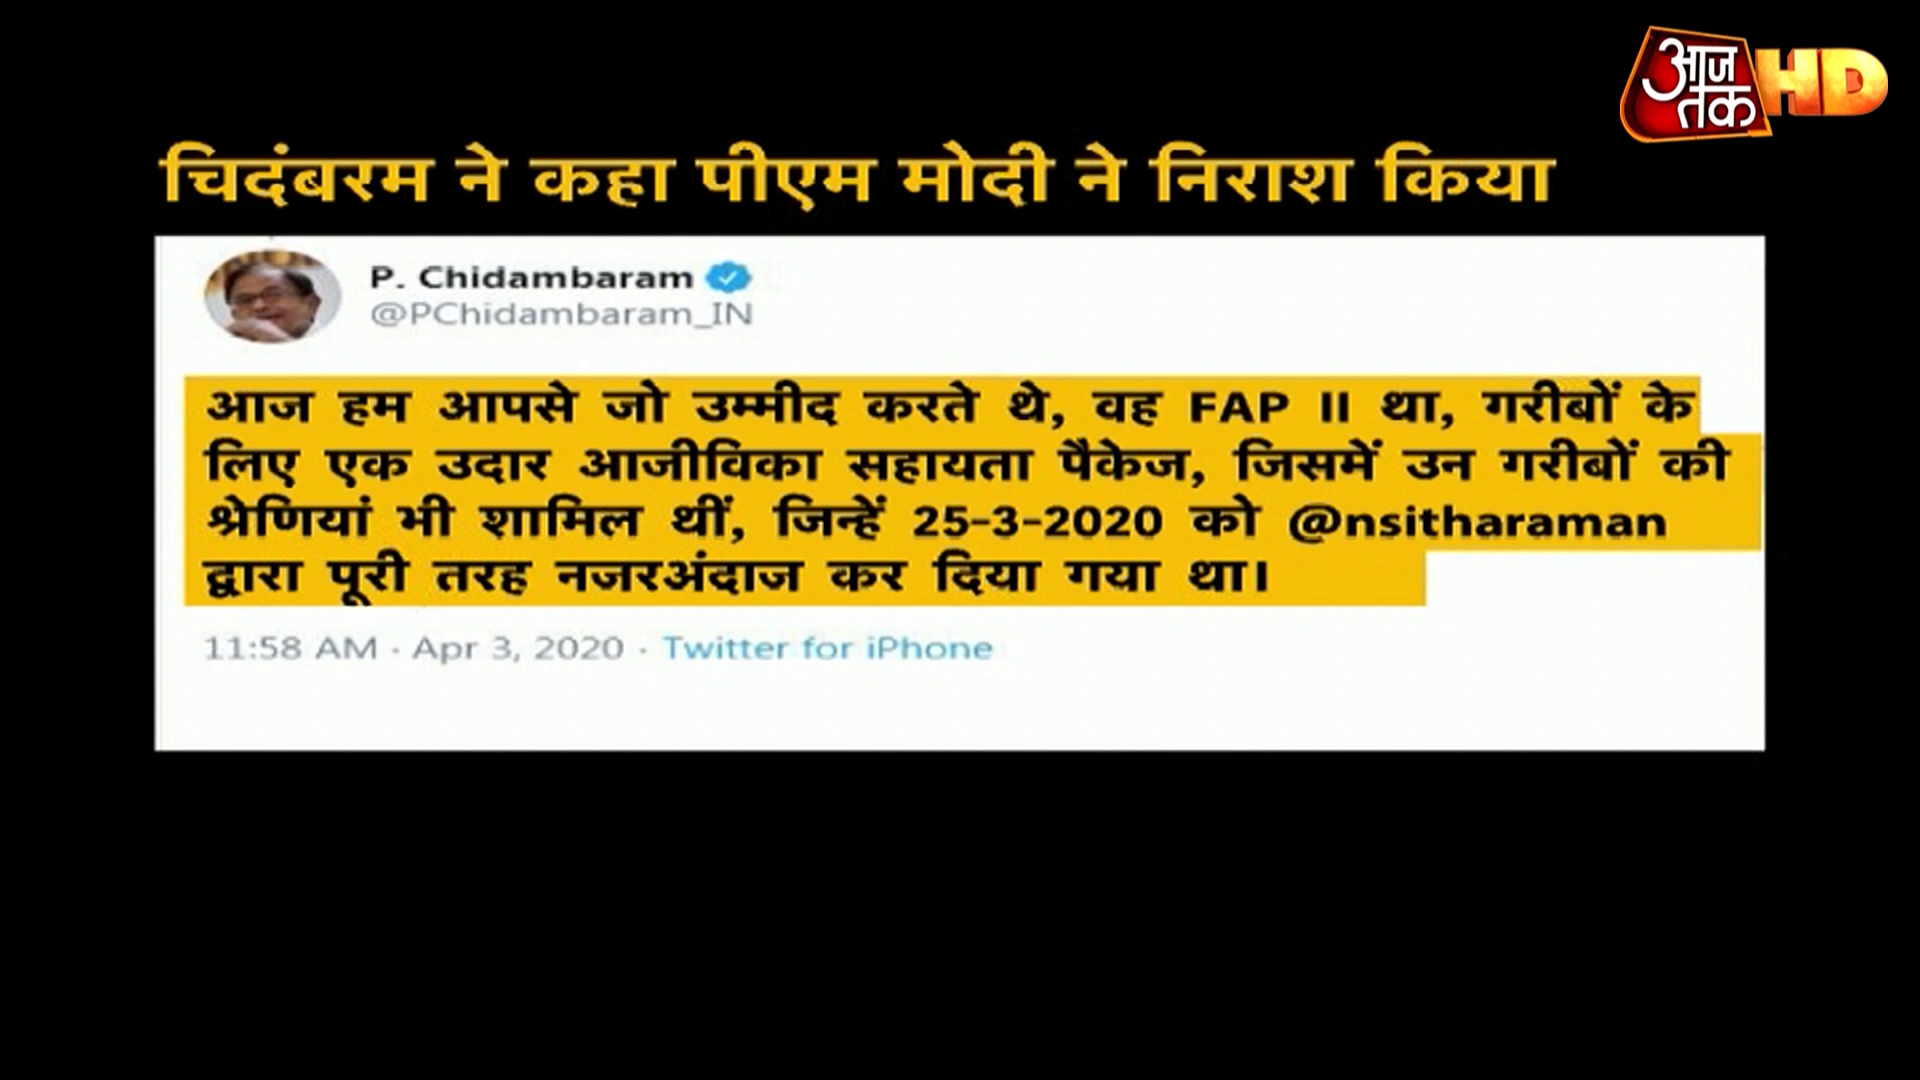 आज
तक HD
चिदंबरम ने कहा पीएम मोदी ने निराश किया
P. Chidambaram
@PChidambaram_IN
आज हम आपसे जो उम्मीद करते थे, वह FAP II था, गरीबों के
लिए एक उदार आजीविका सहायता पैकेज, जिसमें उन गरीबों की
श्रेणियां भी शामिल थीं, जिन्हें 25-3-2020 को @nsitharaman
द्वारा पूरी तरह नजरअंदाज कर दिया गया था।
11:58 AM · Apr 3, 2020 · Twitter for iPhone